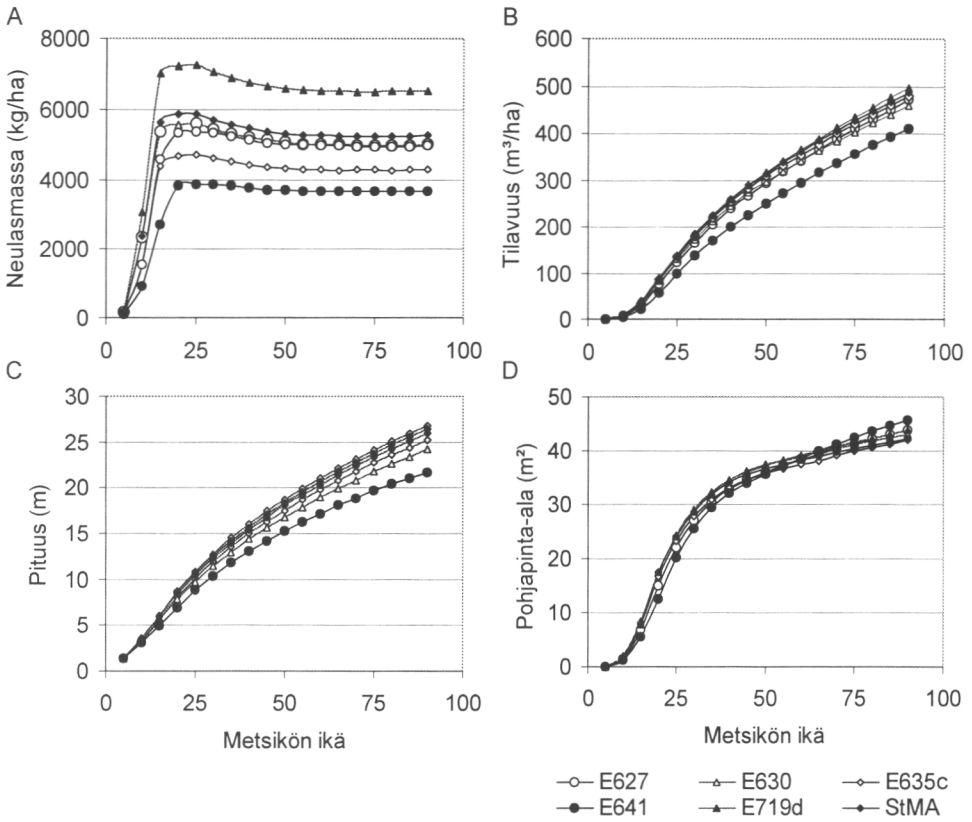 A
Neulasmassa (kg/ha)
8000
6000
4000
2000
0
0 25 50 75 100
B
Tilavuus (m³/ha)
600
500
400
300
200
100
0
0 25 50 75 100
C
Pituus (m)
30
25
20
15
10
5
0
0 25 50 75 100
Metsikön ikä
D
Pohjapinta-ala (m²)
50
40
30
20
10
0
0 25 50 75 100
Metsikön ikä
E627 E630 E635c
E641 E719d StMA